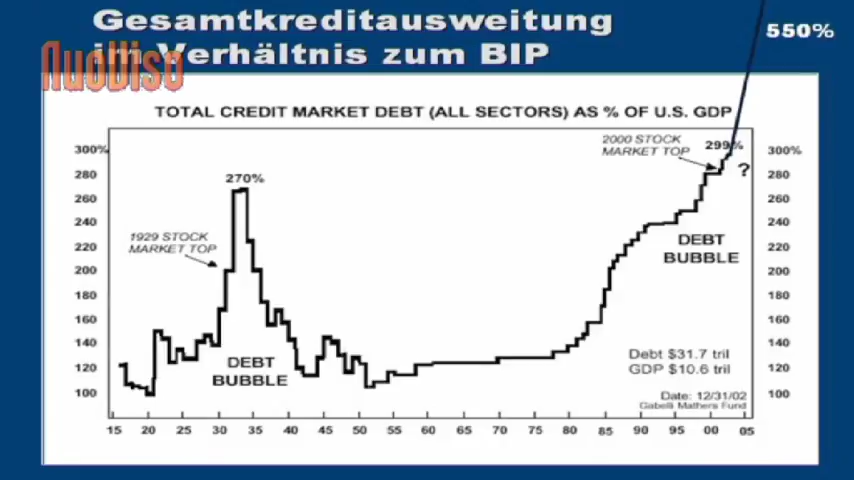 Gesamtkreditausweitung
im Verhältnis zum BIP
550%
NuoViso
TOTAL CREDIT MARKET DEBT (ALL SECTORS) AS % OF U.S. GDP
300%
280
260
240
220
200
180
160
140
120
100
270%
1929 STOCK
MARKET TOP
DEBT
BUBBLE
2000 STOCK
MARKET TOP
299%
?
DEBT
BUBBLE
Debt $31.7 tril
GDP $10.6 tril
Date: 12/31/02
Gabelli Mathers Fund
300%
280
260
240
220
200
180
160
140
120
100
15 20 25 30 35 40 45 50 55 60 65 70 75 80 85 90 95 00 05